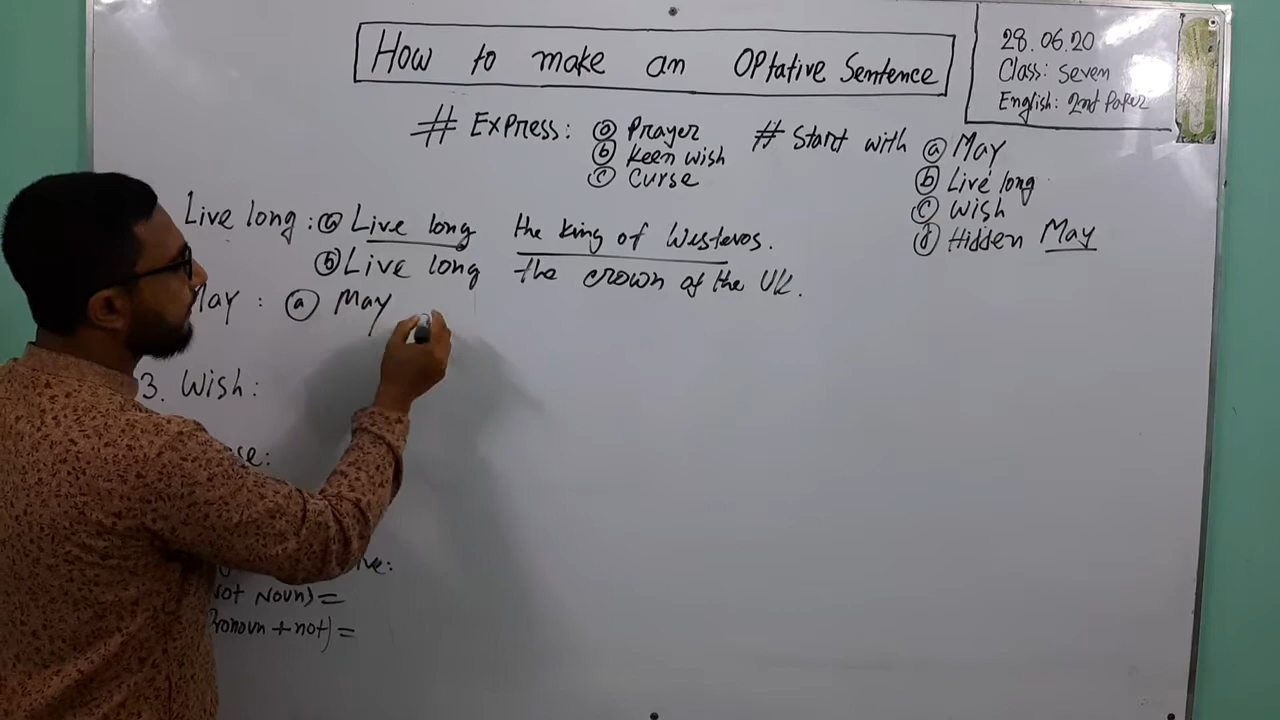 How to make an Optative Sentence
28.06.20
Class: Seven
English: 2nd Paper
# Express: ⓐ Prayer
ⓑ Keen wish
ⓒ Curse
# Start with ⓐ May
ⓑ Live long
ⓒ Wish
ⓓ Hidden May
Live long: ⓐ Live long the king of Westeros.
ⓑ Live long the crown of the UK.
May : ⓐ May
3. Wish:
se:
ve:
not Noun) =
Pronoun + not) =